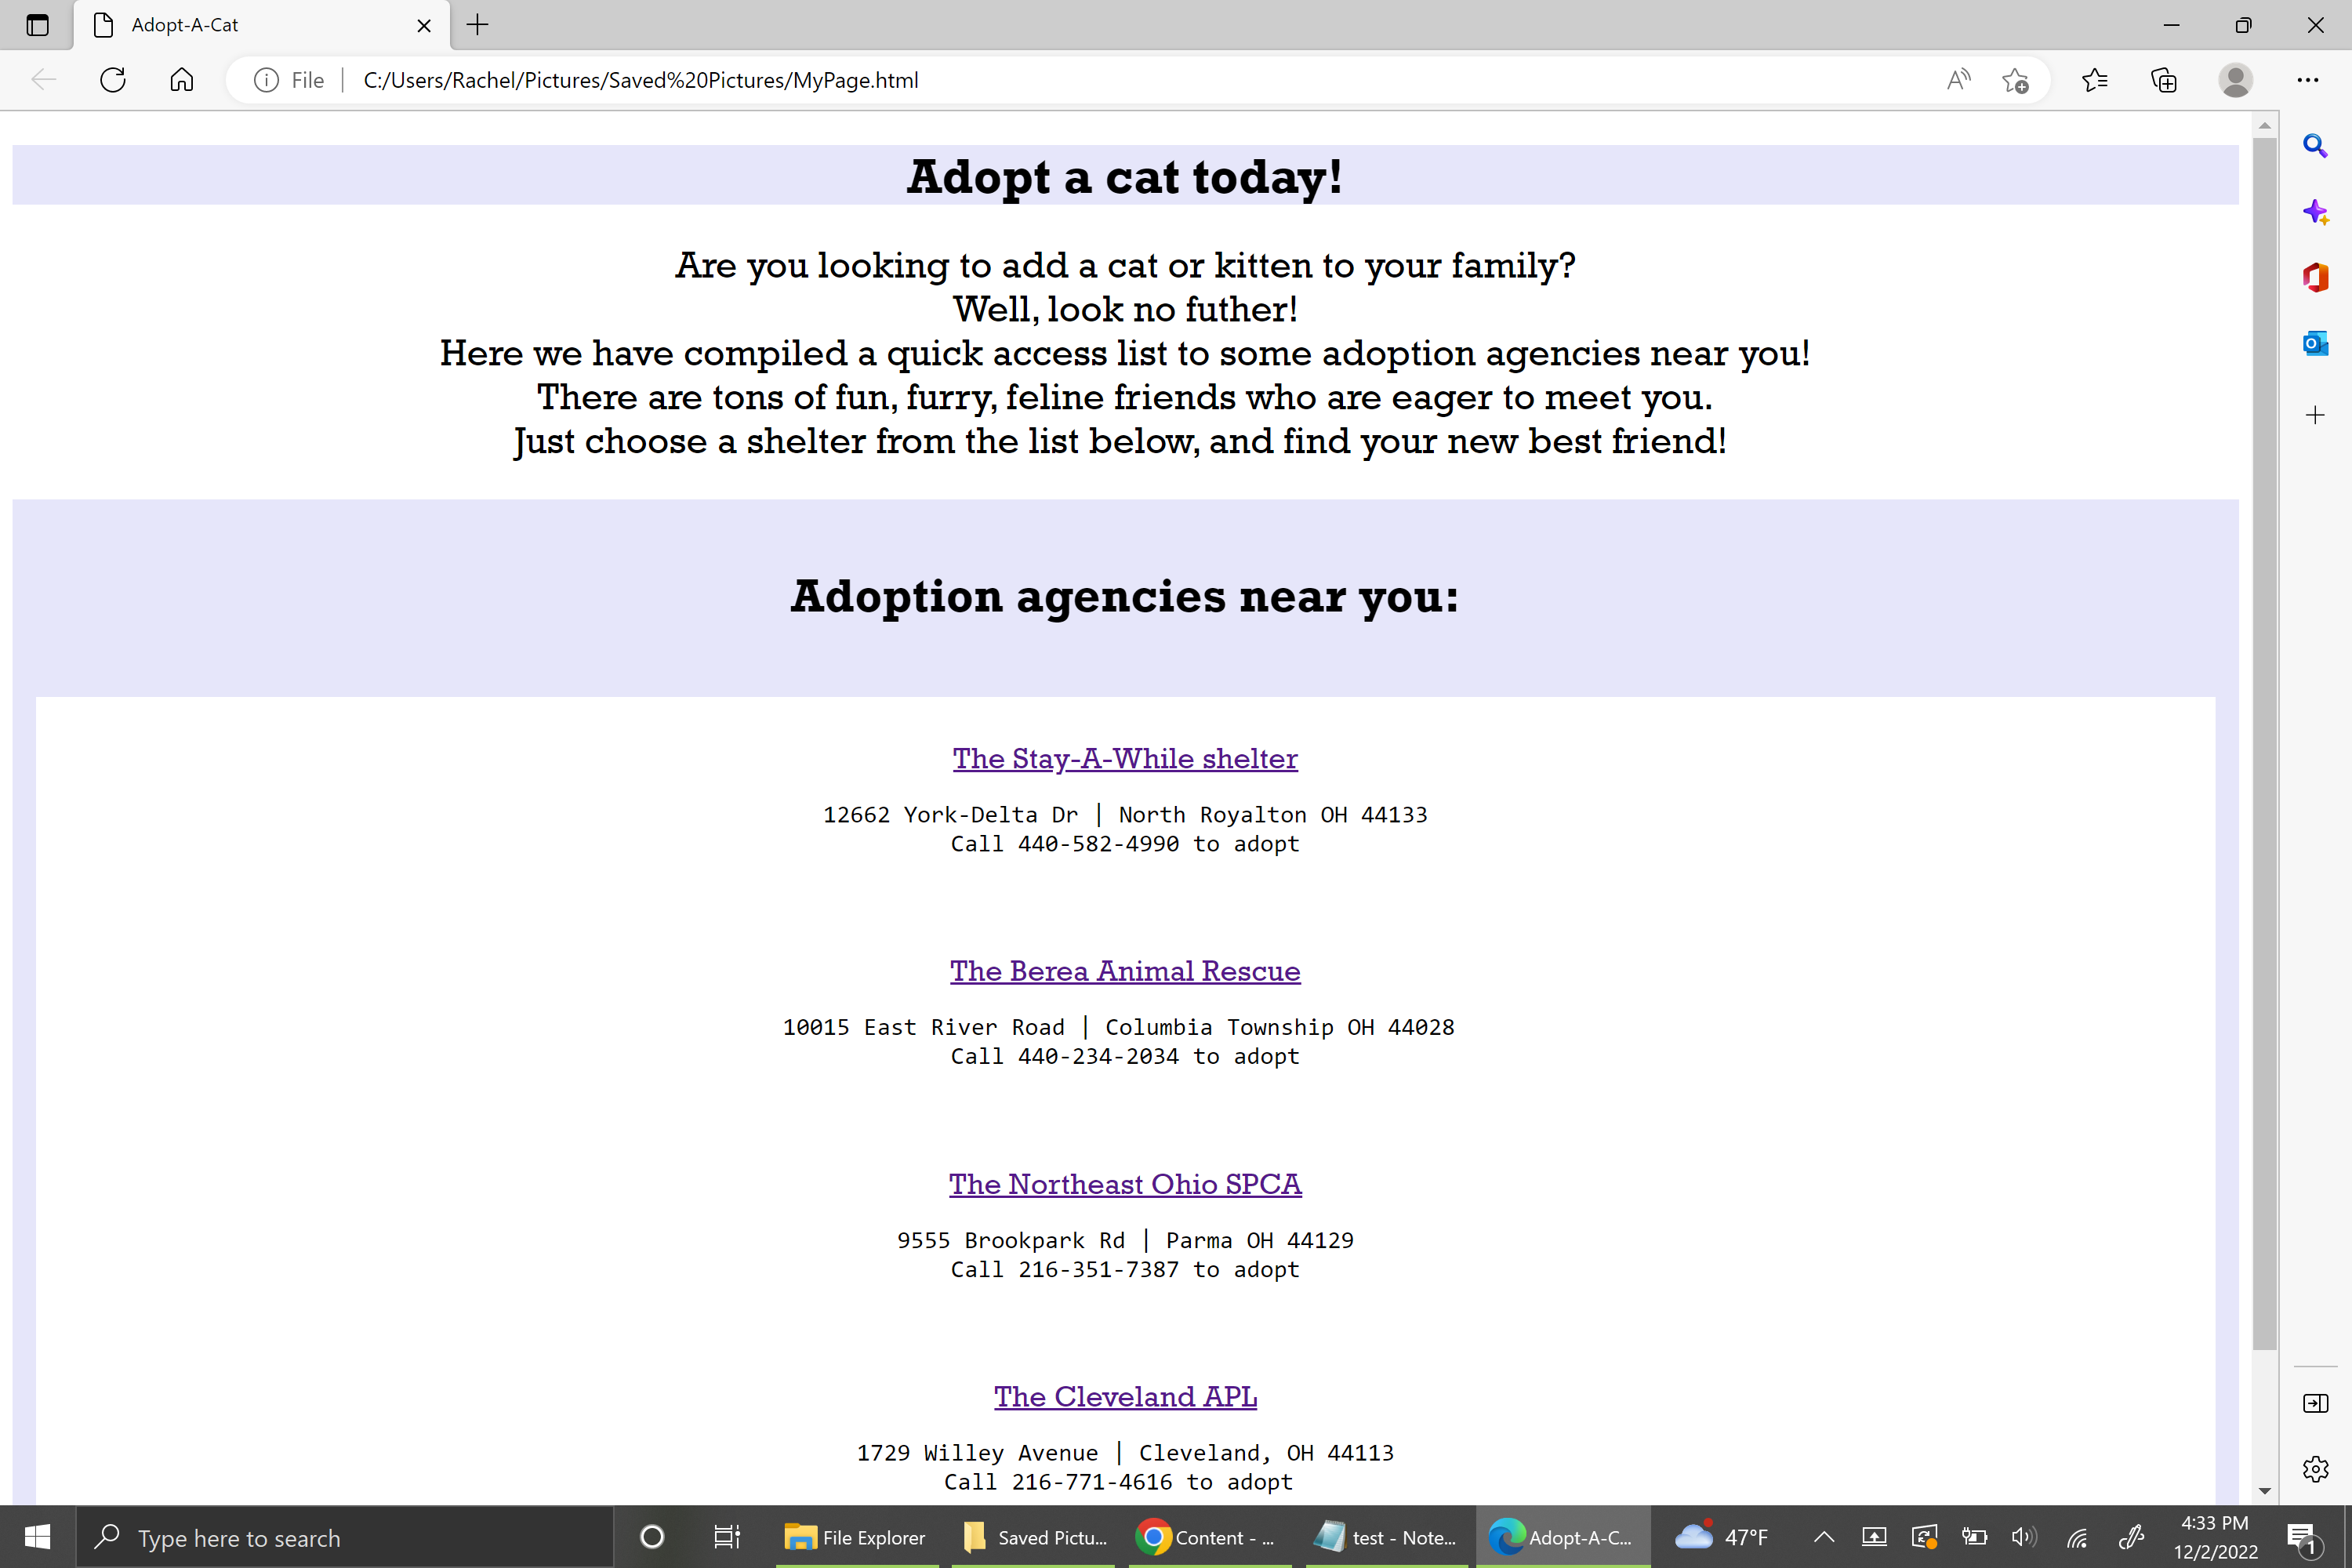 Adopt-A-Cat
File
C:/Users/Rachel/Pictures/Saved%20Pictures/MyPage.html
Adopt a cat today!
Are you looking to add a cat or kitten to your family?
Well, look no futher!
Here we have compiled a quick access list to some adoption agencies near you!
There are tons of fun, furry, feline friends who are eager to meet you.
Just choose a shelter from the list below, and find your new best friend!
Adoption agencies near you:
The Stay-A-While shelter
12662 York-Delta Dr | North Royalton OH 44133
Call 440-582-4990 to adopt
The Berea Animal Rescue
10015 East River Road | Columbia Township OH 44028
Call 440-234-2034 to adopt
The Northeast Ohio SPCA
9555 Brookpark Rd | Parma OH 44129
Call 216-351-7387 to adopt
The Cleveland APL
1729 Willey Avenue | Cleveland, OH 44113
Call 216-771-4616 to adopt
Type here to search
File Explorer
Saved Pictu...
Content - ...
test - Note...
Adopt-A-C...
47°F
4:33 PM
12/2/2022
1